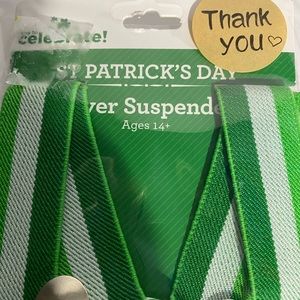 celebrate!
Thank
you
ST PATRICK'S DAY
ver Suspende
Ages 14+